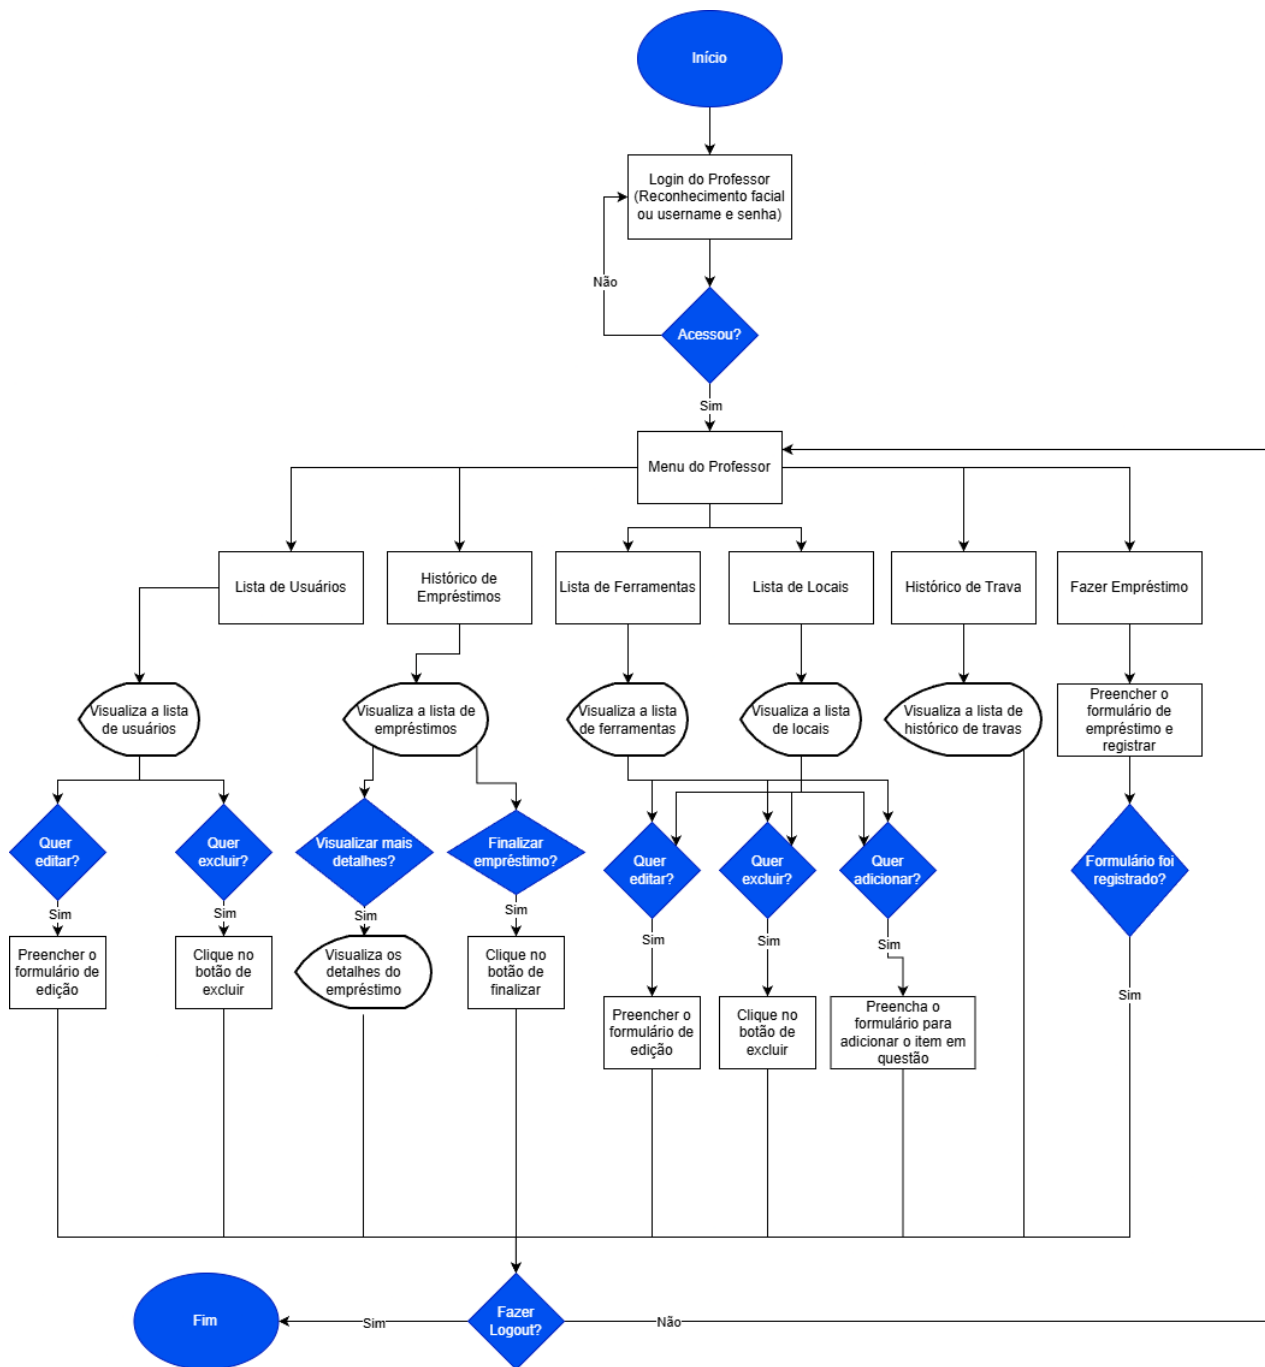 Início
Login do Professor
(Reconhecimento facial
ou username e senha)
Não
Acessou?
Sim
Menu do Professor
Lista de Usuários
Histórico de
Empréstimos
Lista de Ferramentas
Lista de Locais
Histórico de Trava
Fazer Empréstimo
Visualiza a lista
de usuários
Visualiza a lista de
empréstimos
Visualiza a lista
de ferramentas
Visualiza a lista
de locais
Visualiza a lista de
histórico de travas
Preencher o
formulário de
empréstimo e
registrar
Quer
editar?
Quer
excluir?
Visualizar mais
detalhes?
Finalizar
empréstimo?
Quer
editar?
Quer
excluir?
Quer
adicionar?
Formulário foi
registrado?
Sim
Sim
Sim
Sim
Sim
Sim
Sim
Sim
Preencher o
formulário de
edição
Clique no
botão de
excluir
Visualiza os
detalhes do
empréstimo
Clique no
botão de
finalizar
Preencher o
formulário de
edição
Clique no
botão de
excluir
Preencha o
formulário para
adicionar o item em
questão
Fim
Sim
Fazer
Logout?
Não